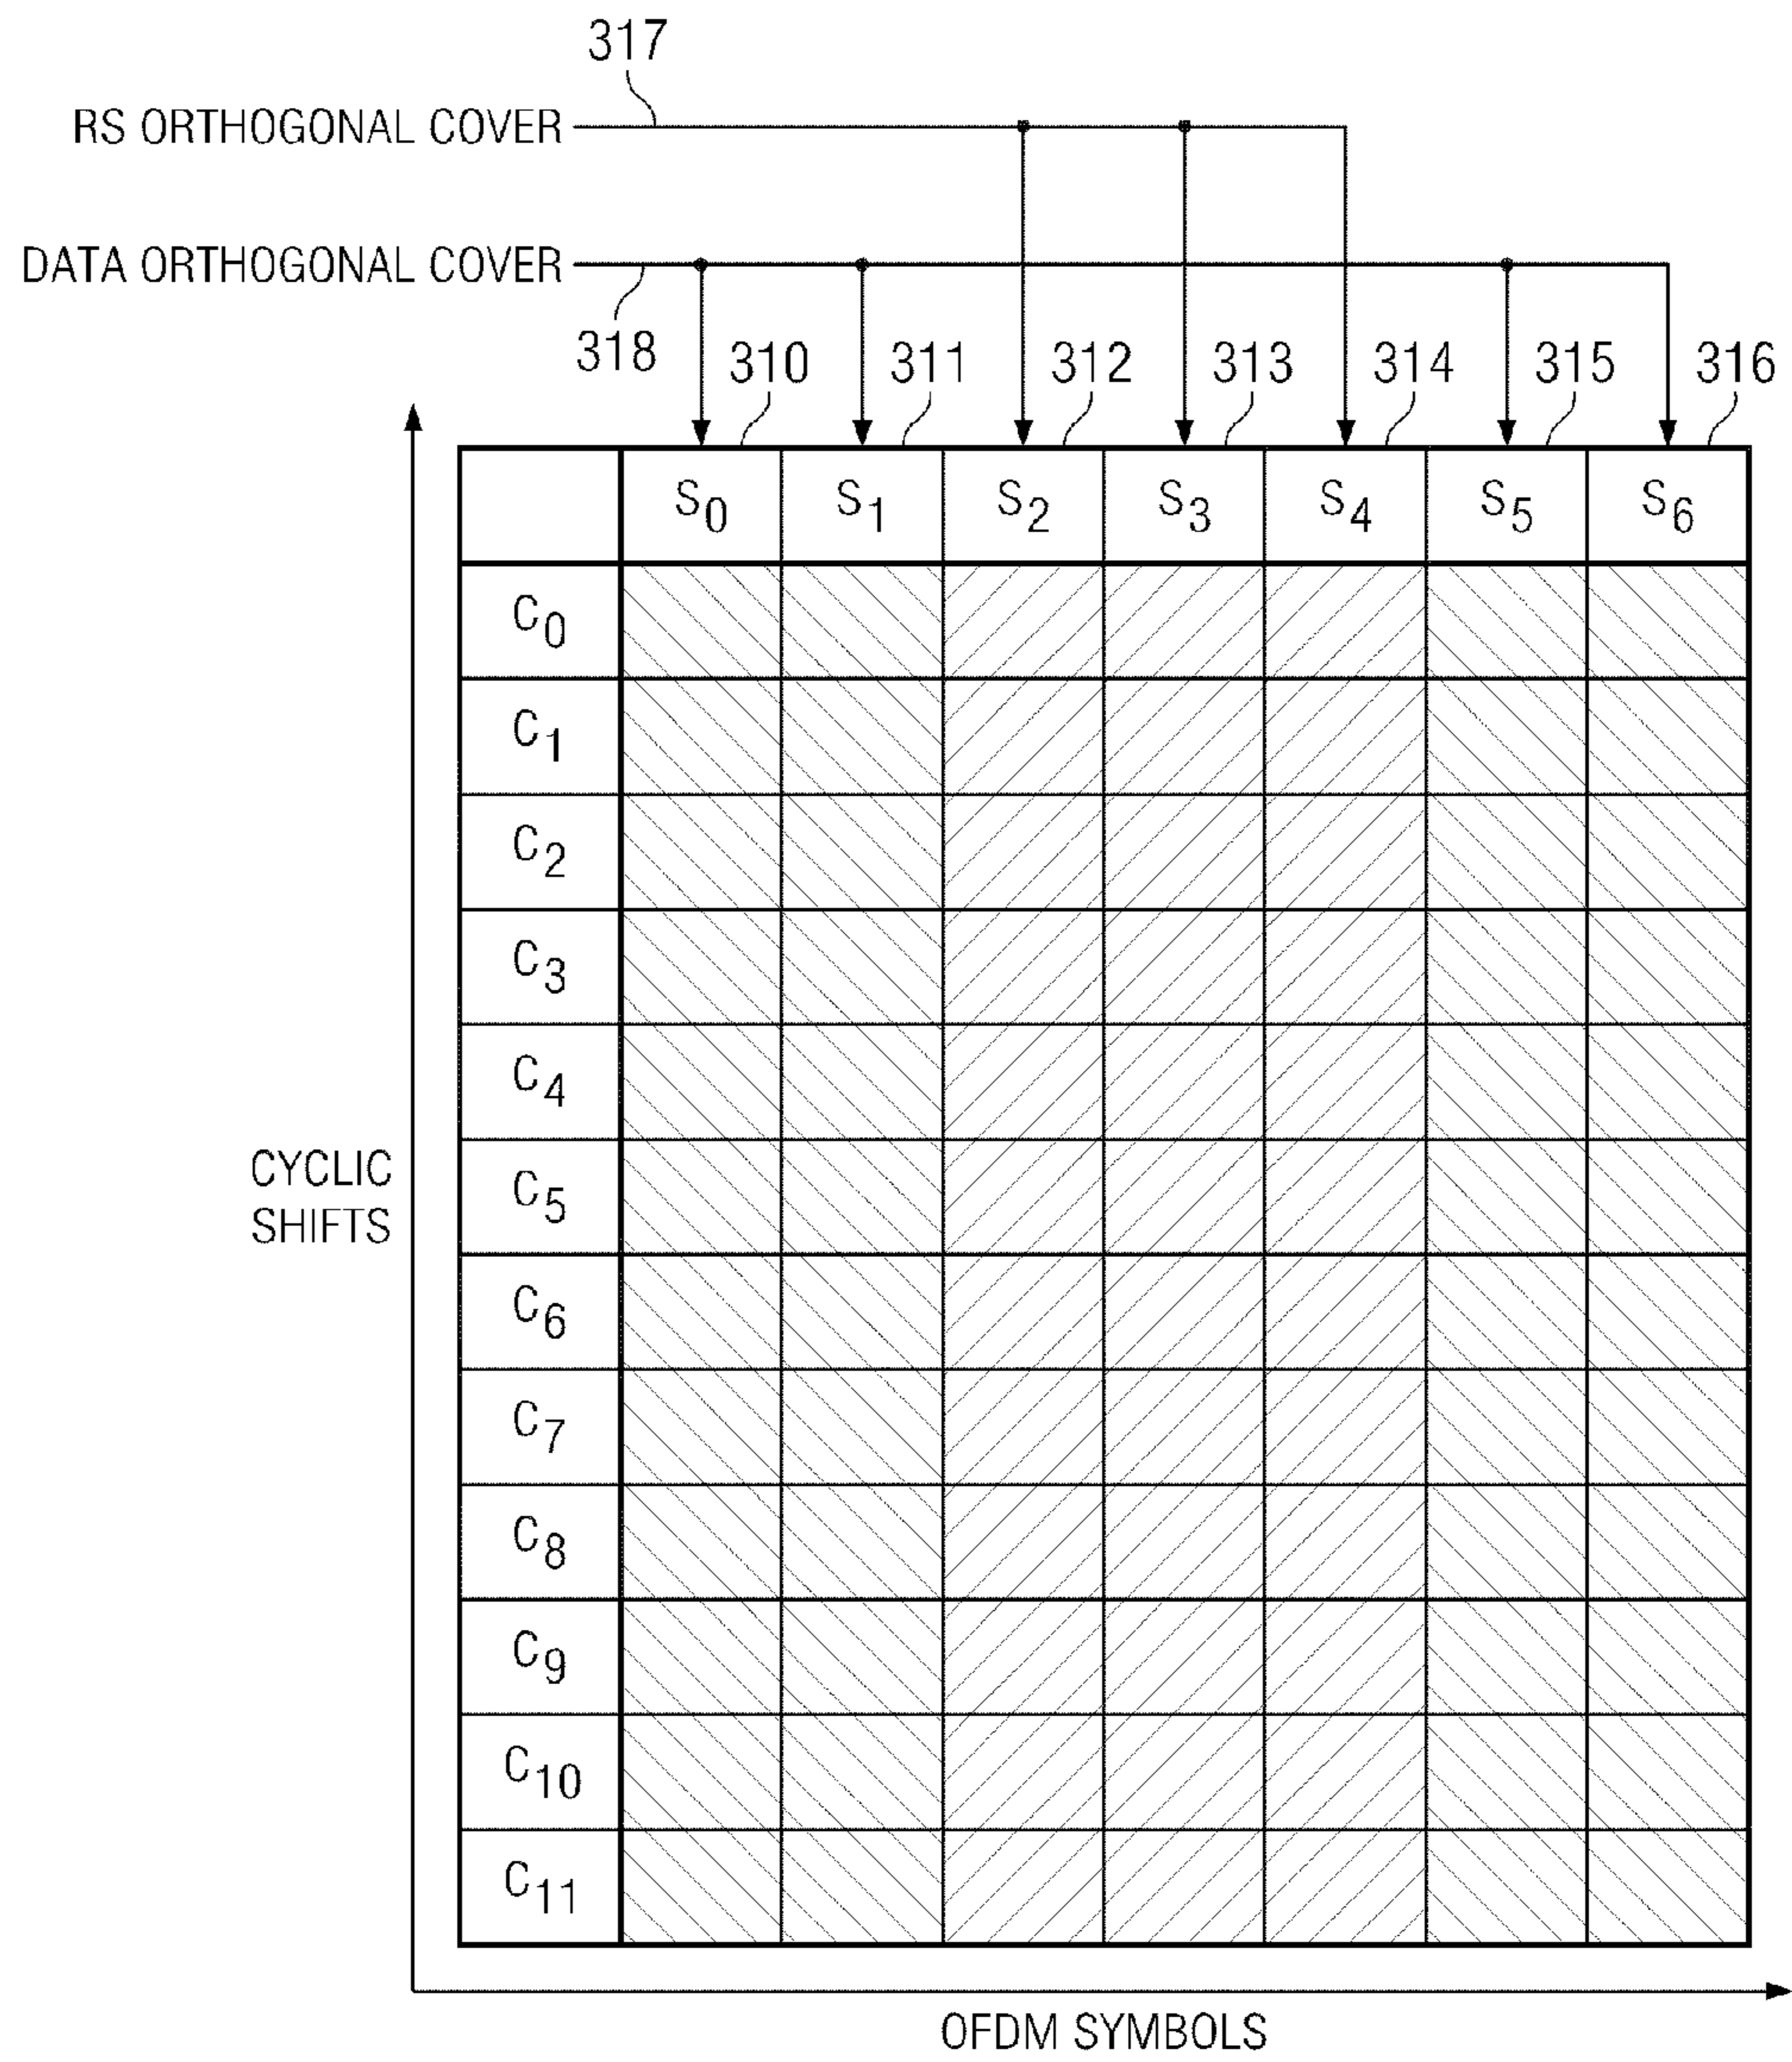 317
RS ORTHOGONAL COVER
DATA ORTHOGONAL COVER
318 310 311 312 313 314 315 316
S0 S1 S2 S3 S4 S5 S6
C0
C1
C2
C3
C4
C5
C6
C7
C8
C9
C10
C11
CYCLIC
SHIFTS
OFDM SYMBOLS